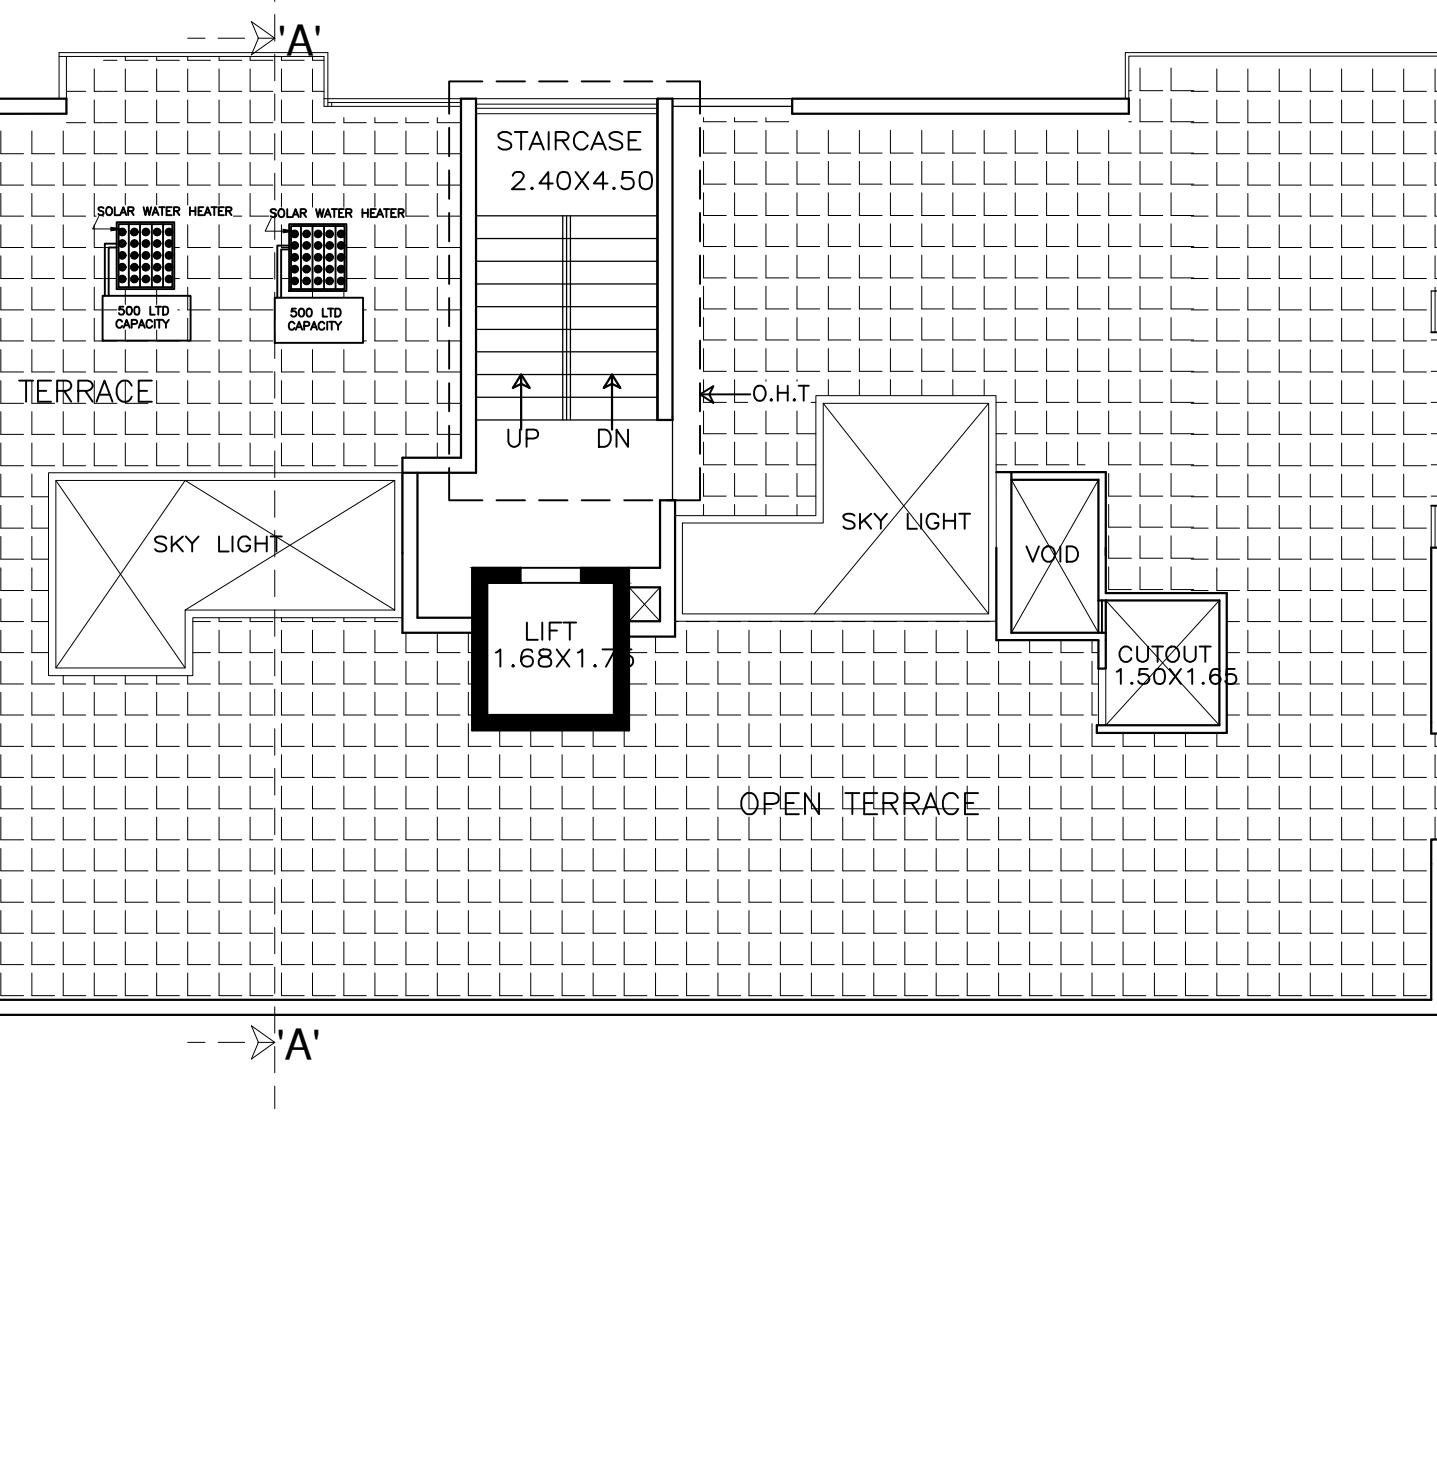 'A'
STAIRCASE
2.40X4.50
SOLAR WATER HEATER
SOLAR WATER HEATER
500 LTD
CAPACITY
500 LTD
CAPACITY
TERRACE
O.H.T
UP
DN
SKY LIGHT
SKY LIGHT
VOID
LIFT
1.68X1.75
CUTOUT
1.50X1.65
OPEN TERRACE
'A'